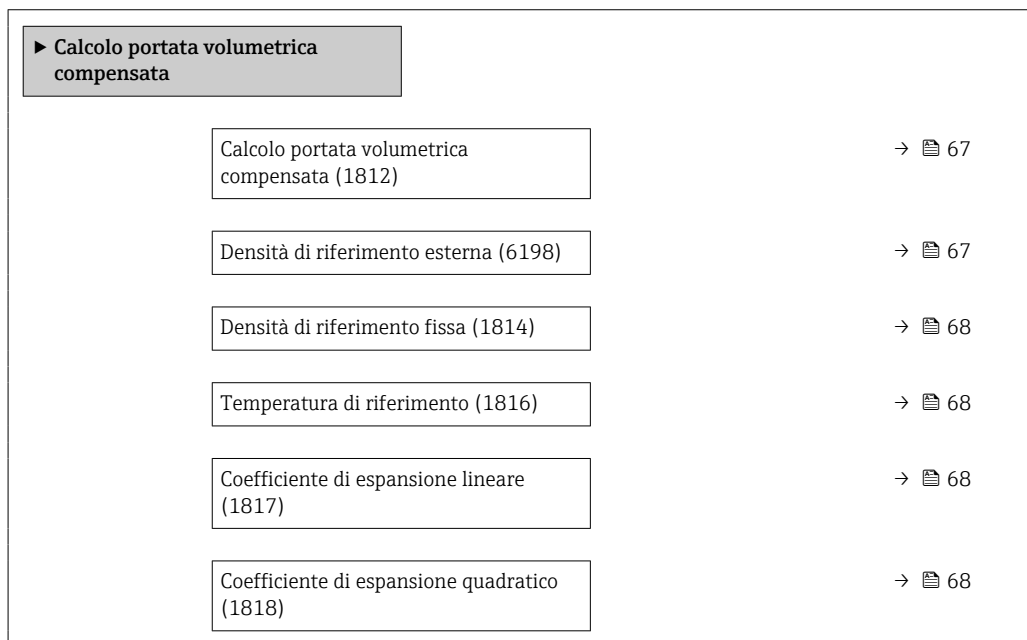 ► Calcolo portata volumetrica
compensata
Calcolo portata volumetrica
compensata (1812)
→ 67
Densità di riferimento esterna (6198)
→ 67
Densità di riferimento fissa (1814)
→ 68
Temperatura di riferimento (1816)
→ 68
Coefficiente di espansione lineare
(1817)
→ 68
Coefficiente di espansione quadratico
(1818)
→ 68